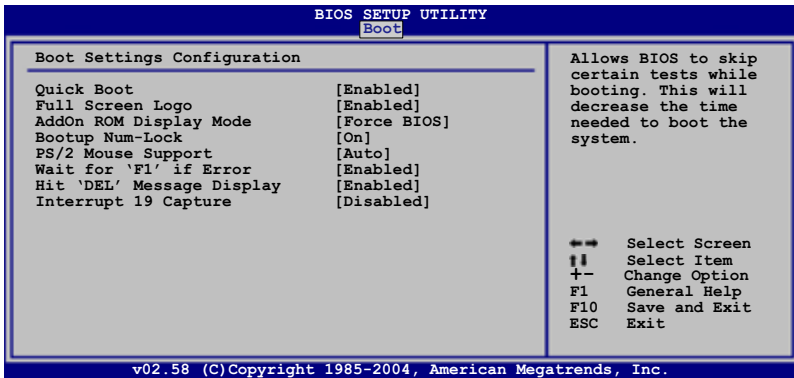 BIOS SETUP UTILITY
Boot
Boot Settings Configuration
Quick Boot [Enabled]
Full Screen Logo [Enabled]
AddOn ROM Display Mode [Force BIOS]
Bootup Num-Lock [On]
PS/2 Mouse Support [Auto]
Wait for ‘F1’ if Error [Enabled]
Hit ‘DEL’ Message Display [Enabled]
Interrupt 19 Capture [Disabled]
Allows BIOS to skip
certain tests while
booting. This will
decrease the time
needed to boot the
system.
←→ Select Screen
↑↓ Select Item
+- Change Option
F1 General Help
F10 Save and Exit
ESC Exit
v02.58 (C)Copyright 1985-2004, American Megatrends, Inc.